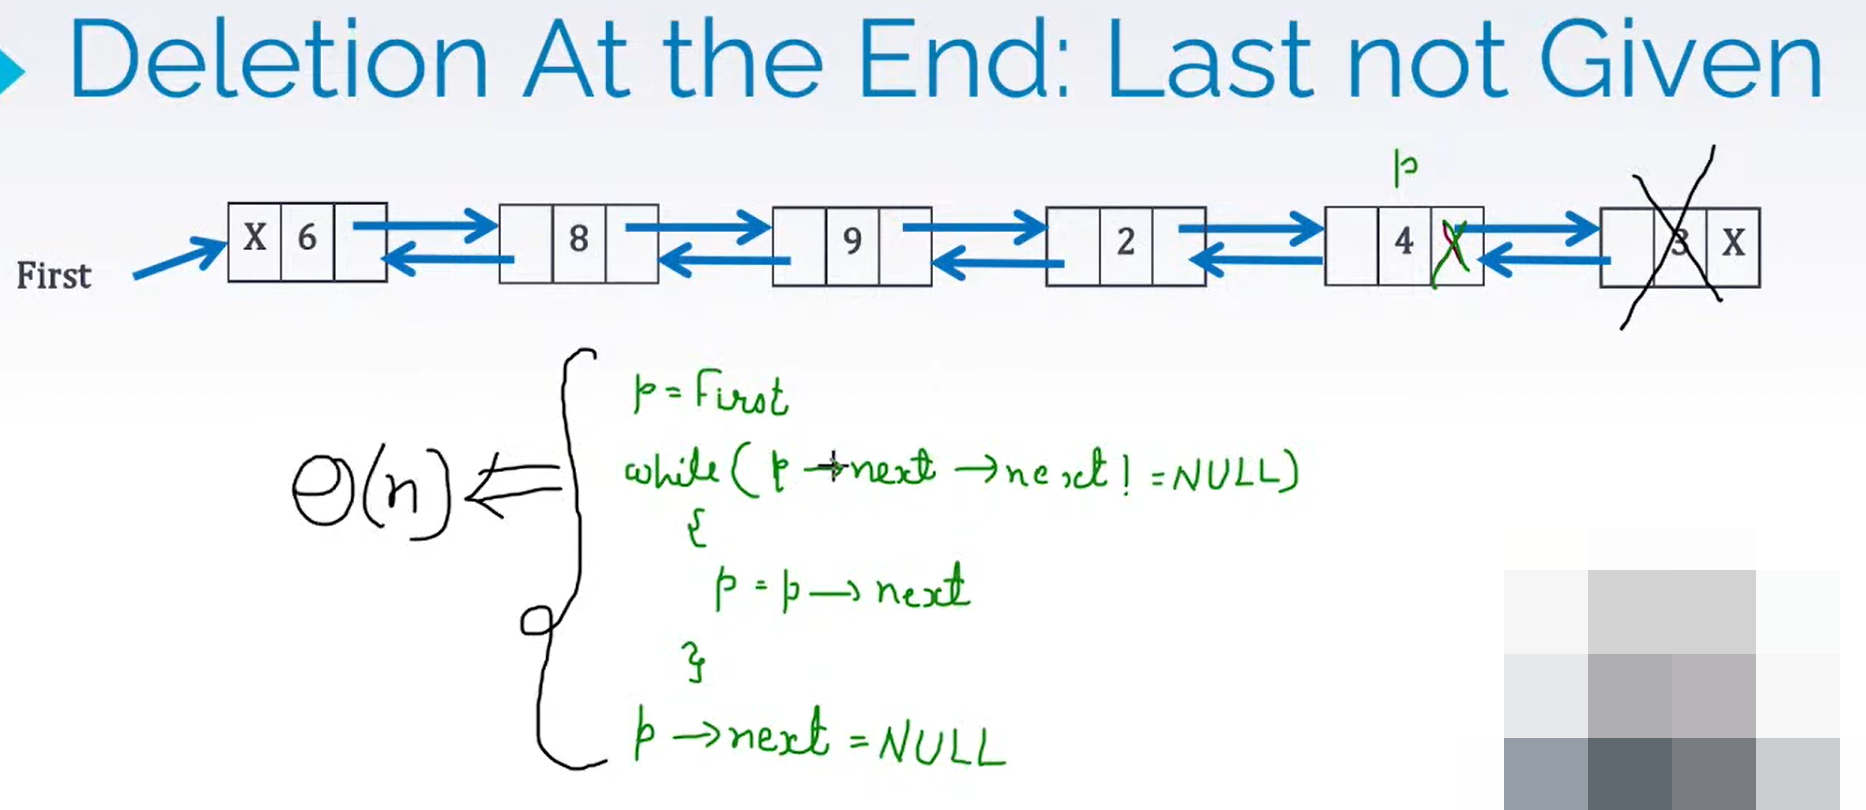 Deletion At the End: Last not Given
p
X 6 8 9 2 4 X 3 X
First
p = First
while ( p → next → next ! = NULL )
{
Θ(n) ⇐
p = p → next
}
p → next = NULL